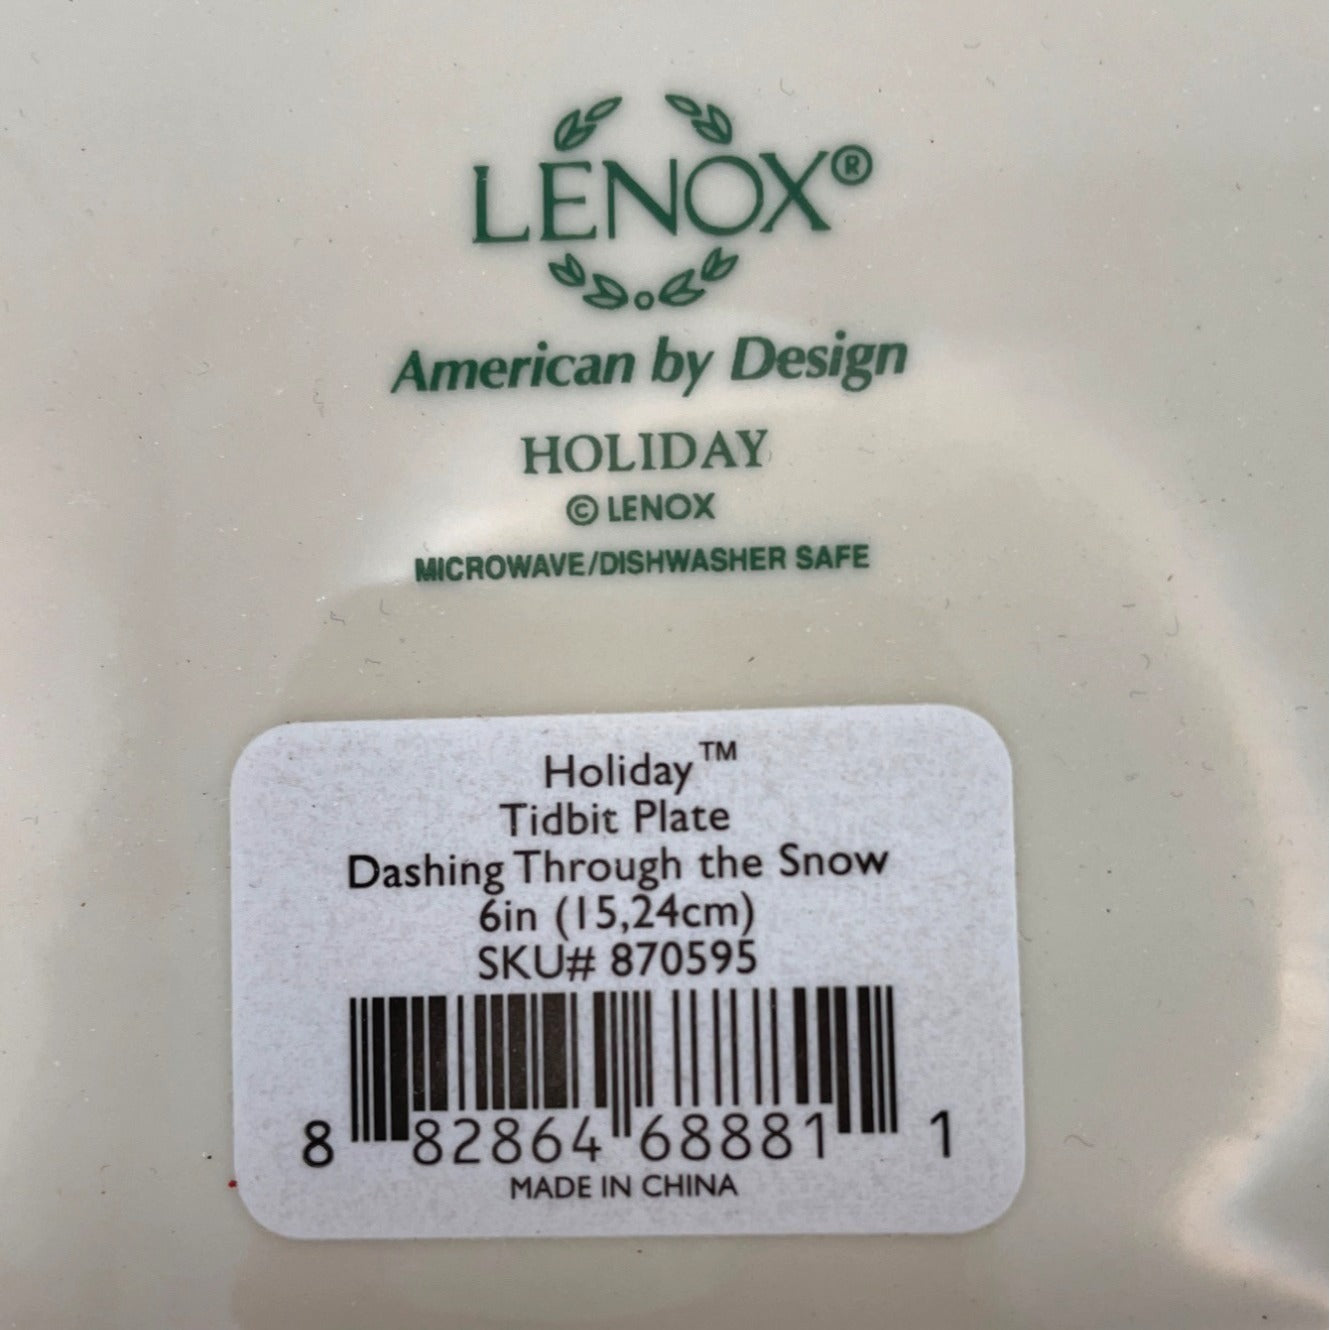 LENOX®
American by Design
HOLIDAY
© LENOX
MICROWAVE/DISHWASHER SAFE
Holiday™
Tidbit Plate
Dashing Through the Snow
6in (15,24cm)
SKU# 870595
8 82864 68881 1
MADE IN CHINA